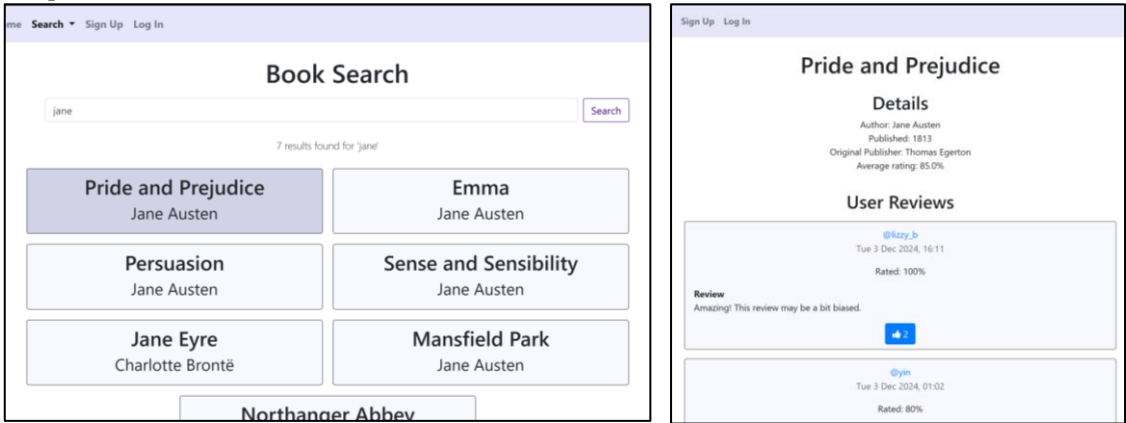 me Search Sign Up Log In
Book Search
jane
Search
7 results found for 'jane'
Pride and Prejudice
Jane Austen
Emma
Jane Austen
Persuasion
Jane Austen
Sense and Sensibility
Jane Austen
Jane Eyre
Charlotte Brontë
Mansfield Park
Jane Austen
Northanger Abbey
Sign Up Log In
Pride and Prejudice
Details
Author: Jane Austen
Published: 1813
Original Publisher: Thomas Egerton
Average rating: 85.0%
User Reviews
@lizzy_b
Tue 3 Dec 2024, 16:11
Rated: 100%
Review
Amazing! This review may be a bit biased.
2
@yin
Tue 3 Dec 2024, 01:02
Rated: 80%